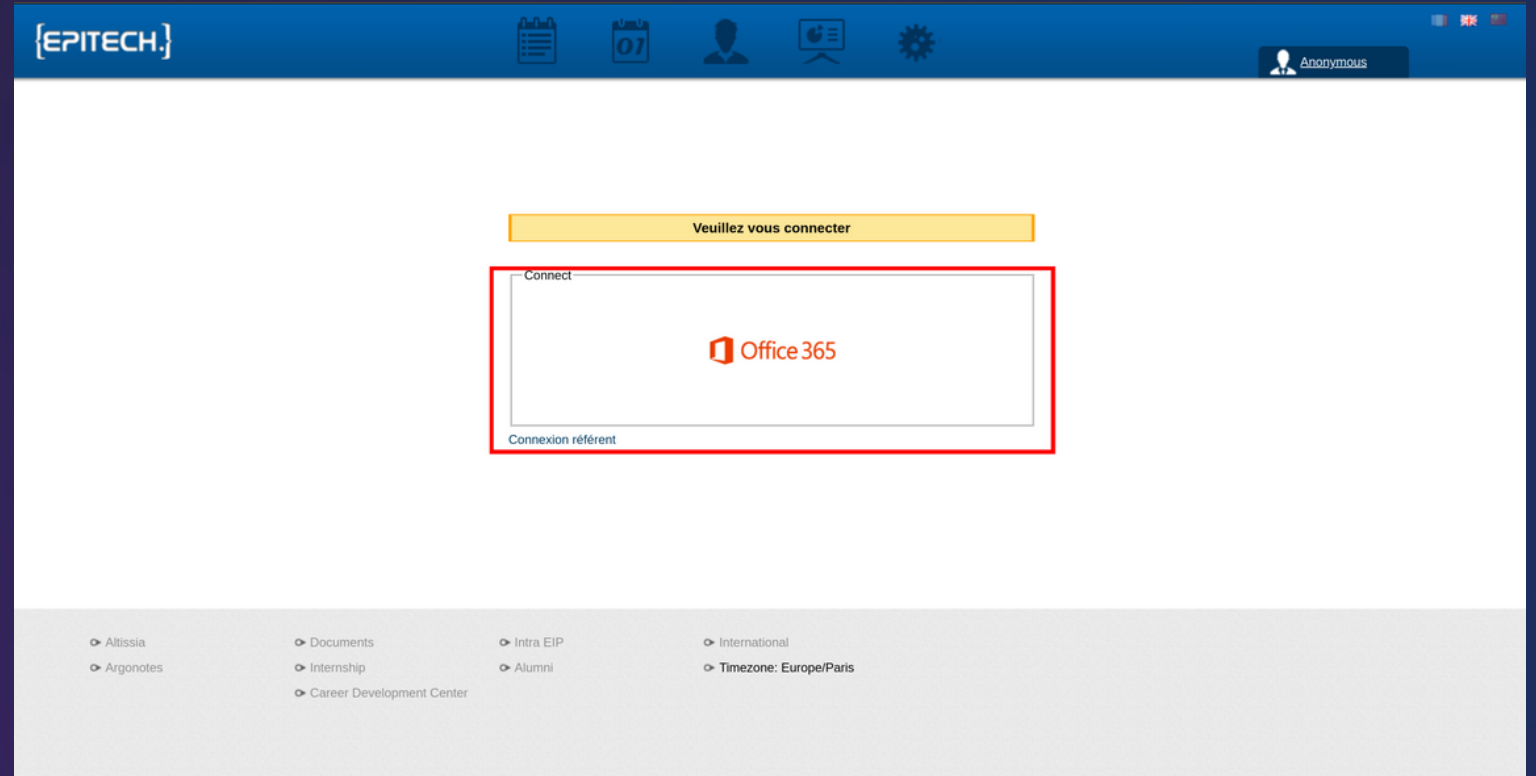 {EPITECH.}
01
Anonymous
Veuillez vous connecter
Connect
Office 365
Connexion référent
Altissia
Documents
Intra EIP
International
Argonotes
Internship
Alumni
Timezone: Europe/Paris
Career Development Center